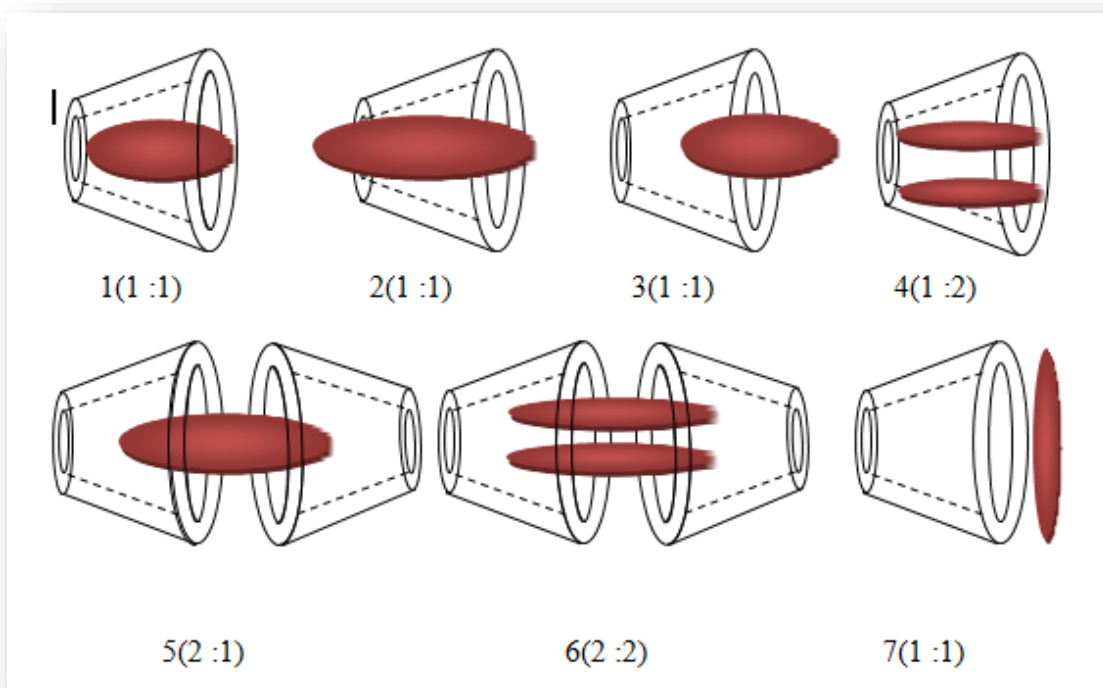 1(1 :1) 2(1 :1) 3(1 :1) 4(1 :2)
5(2 :1) 6(2 :2) 7(1 :1)